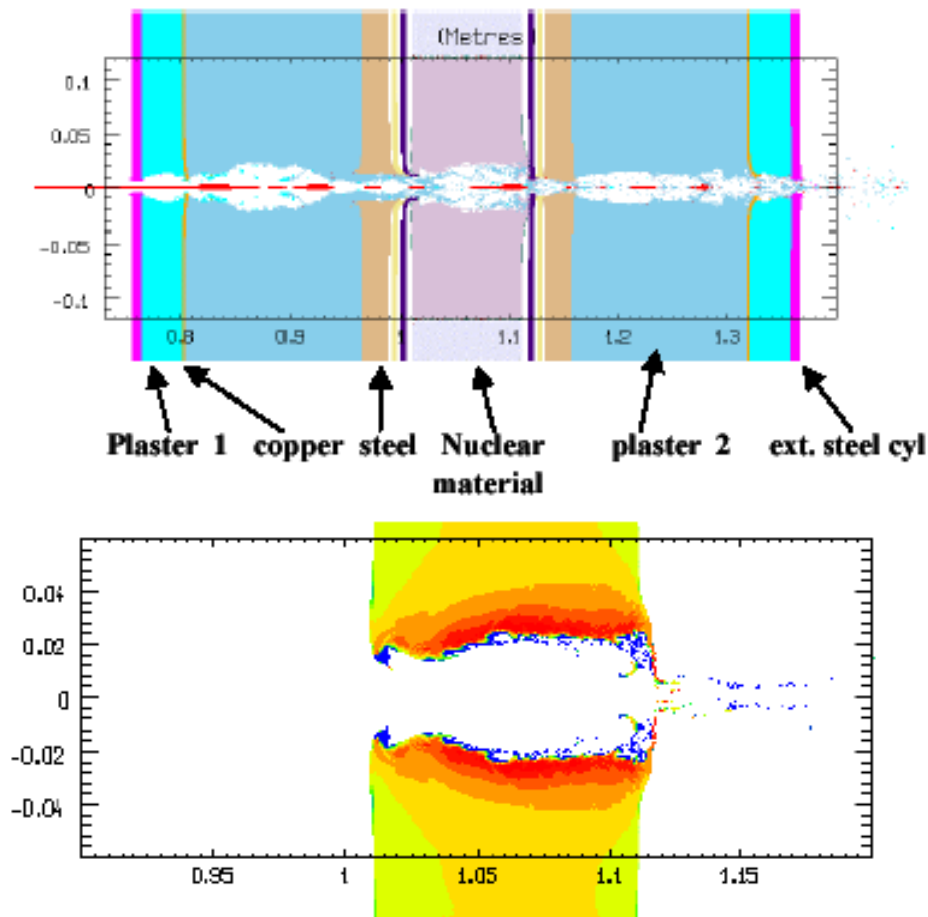 (Metres)
0.1
0.05
0
-0.05
-0.1
0.8 0.9 1 1.1 1.2 1.3
Plaster 1 copper steel Nuclear material plaster 2 ext. steel cyl
0.04
0.02
0
-0.02
-0.04
0.95 1 1.05 1.1 1.15